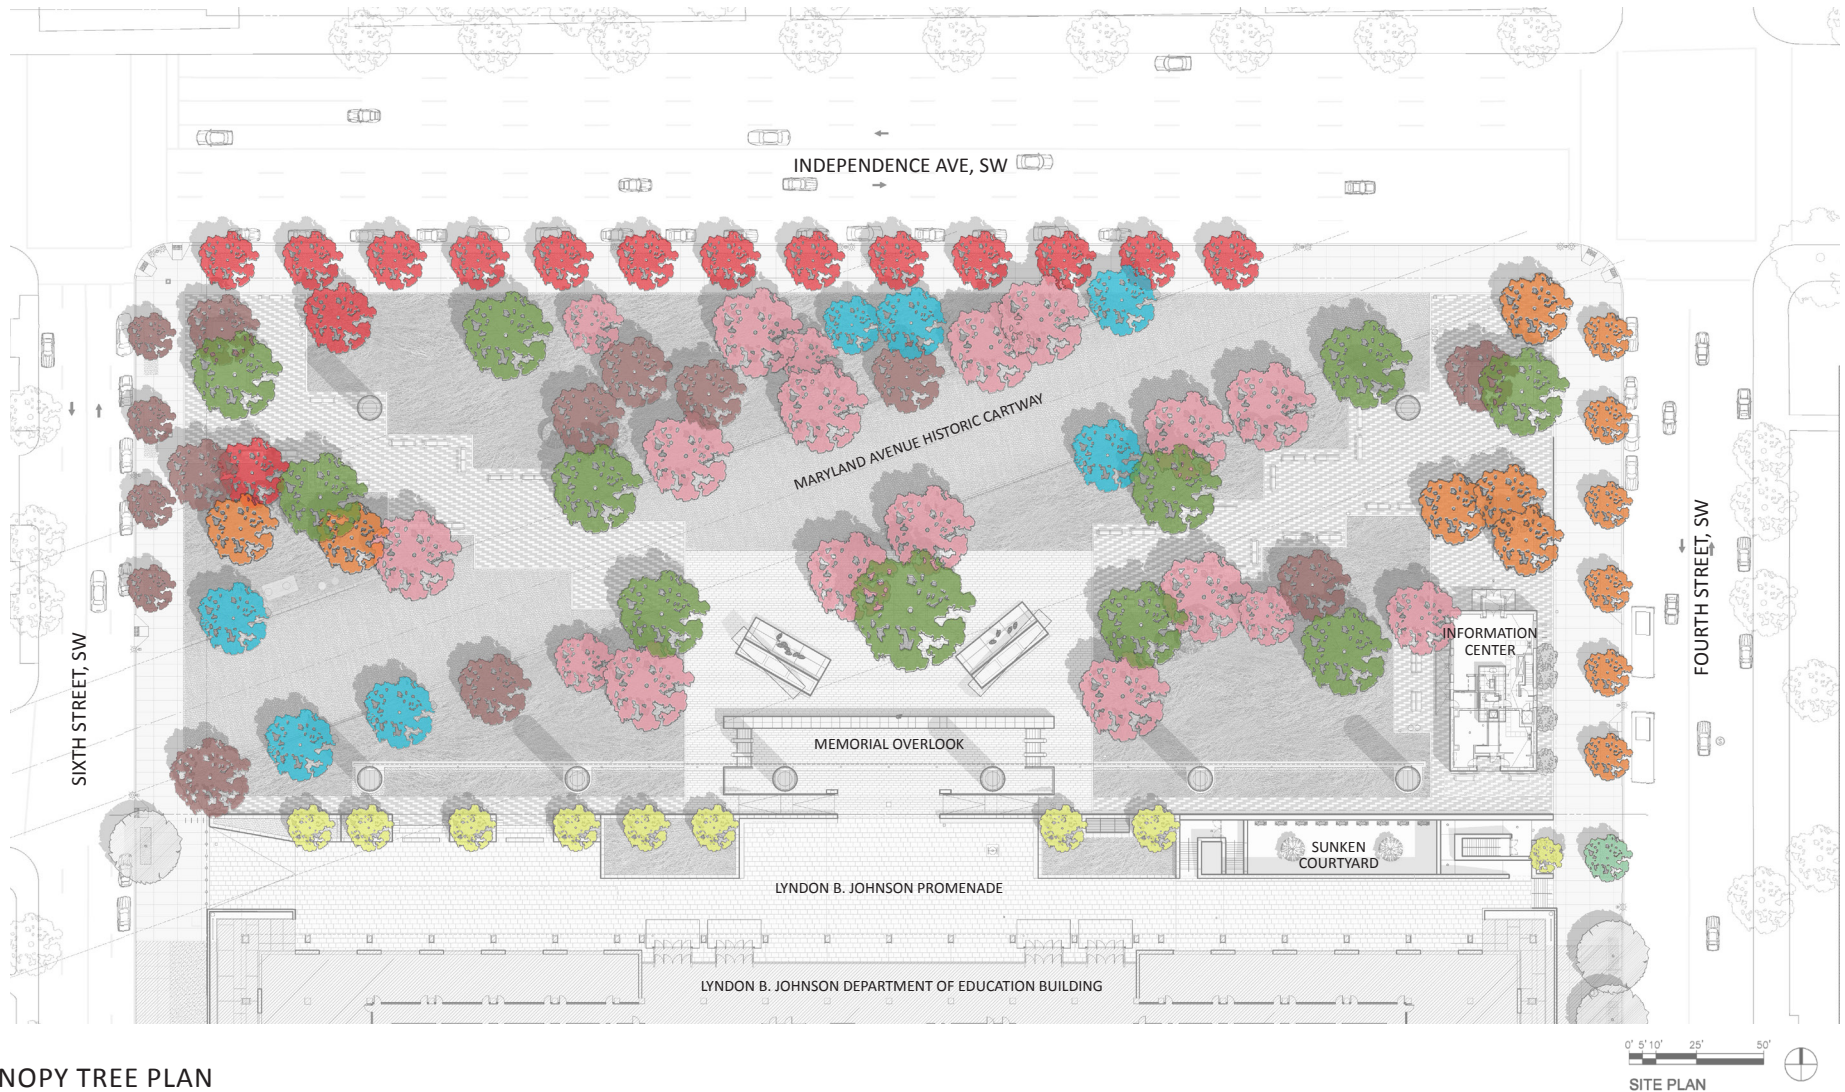 INDEPENDENCE AVE, SW
MARYLAND AVENUE HISTORIC CARTWAY
SIXTH STREET, SW
FOURTH STREET, SW
INFORMATION
CENTER
MEMORIAL OVERLOOK
SUNKEN
COURTYARD
LYNDON B. JOHNSON PROMENADE
LYNDON B. JOHNSON DEPARTMENT OF EDUCATION BUILDING
0' 5' 10' 25' 50'
SITE PLAN
NOPY TREE PLAN